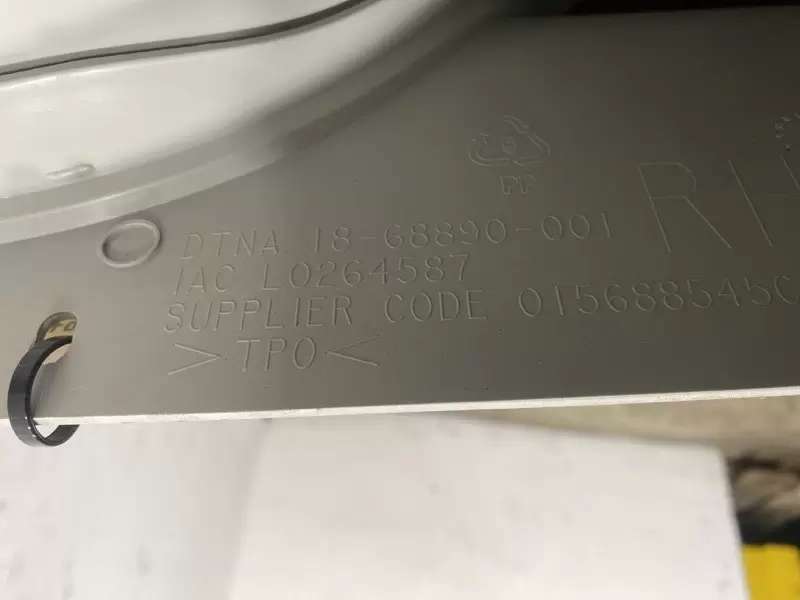 PP
RH
DTNA 18-68890-001
IAC L0264587
SUPPLIER CODE 015688545C
>TPO<